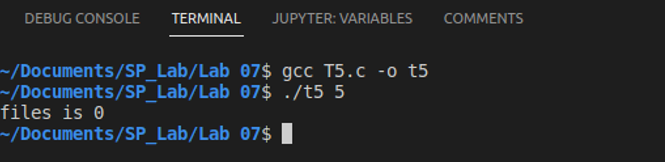 DEBUG CONSOLE TERMINAL JUPYTER: VARIABLES COMMENTS
~/Documents/SP_Lab/Lab 07$ gcc T5.c -o t5
~/Documents/SP_Lab/Lab 07$ ./t5 5
files is 0
~/Documents/SP_Lab/Lab 07$